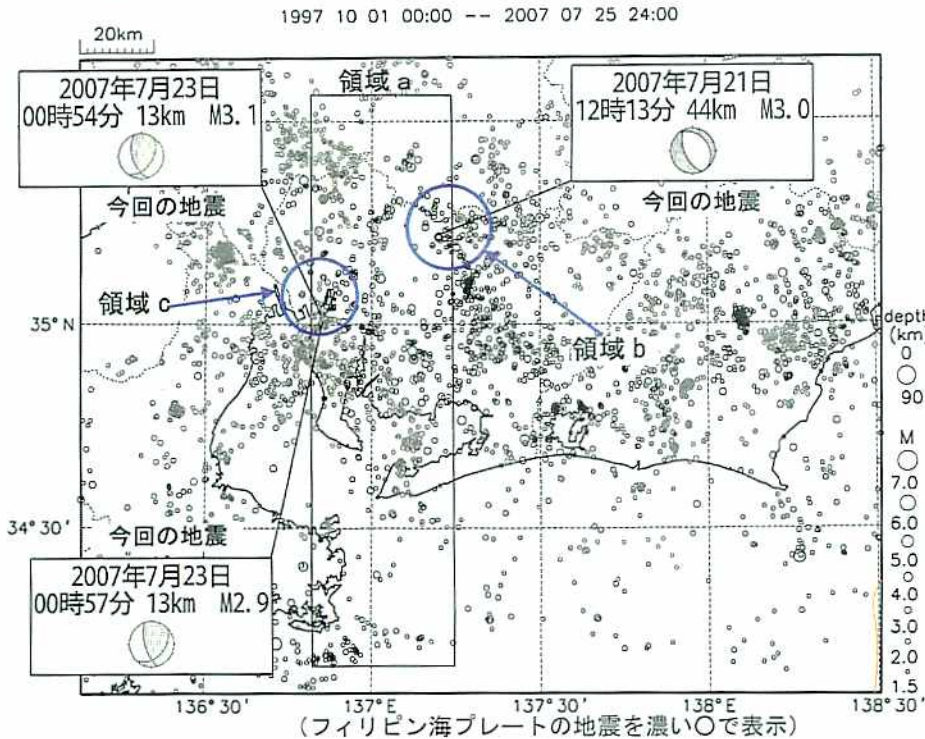 1997 10 01 00:00 -- 2007 07 25 24:00
20km
領域a
2007年7月23日
00時54分 13km M3.1
今回の地震
2007年7月21日
12時13分 44km M3.0
今回の地震
領域c
領域b
35°N
34°30'
今回の地震
2007年7月23日
00時57分 13km M2.9
136°30'
137°E
137°30'
138°E
138°30'
depth
(km)
0
90
M
7.0
6.0
5.0
4.0
3.0
2.0
1.5
(フィリピン海プレートの地震を濃い○で表示)